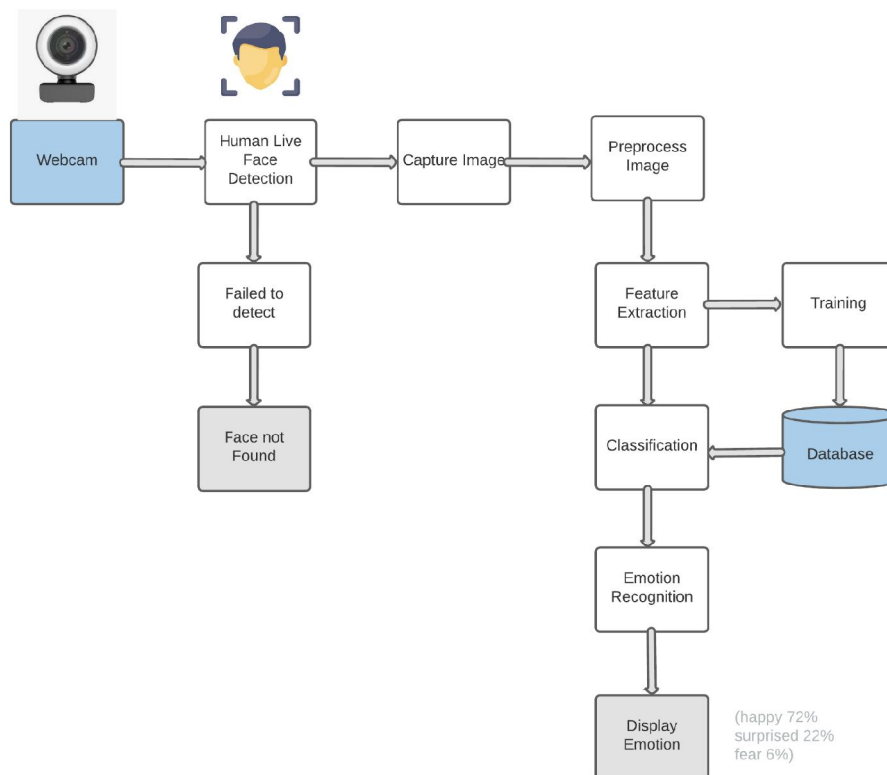 Webcam
Human Live
Face
Detection
Capture Image
Preprocess
Image
Failed to
detect
Feature
Extraction
Training
Face not
Found
Classification
Database
Emotion
Recognition
Display
Emotion
(happy 72%
surprised 22%
fear 6%)